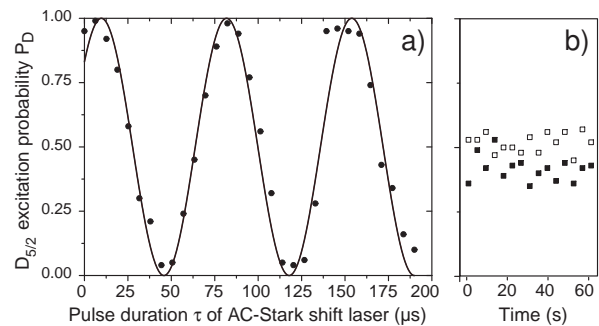 a)
b)
1.00
0.75
0.50
0.25
0.00
D5/2 excitation probability PD
0 25 50 75 100 125 150 175 200
0 20 40 60
Pulse duration τ of AC-Stark shift laser (µs)
Time (s)